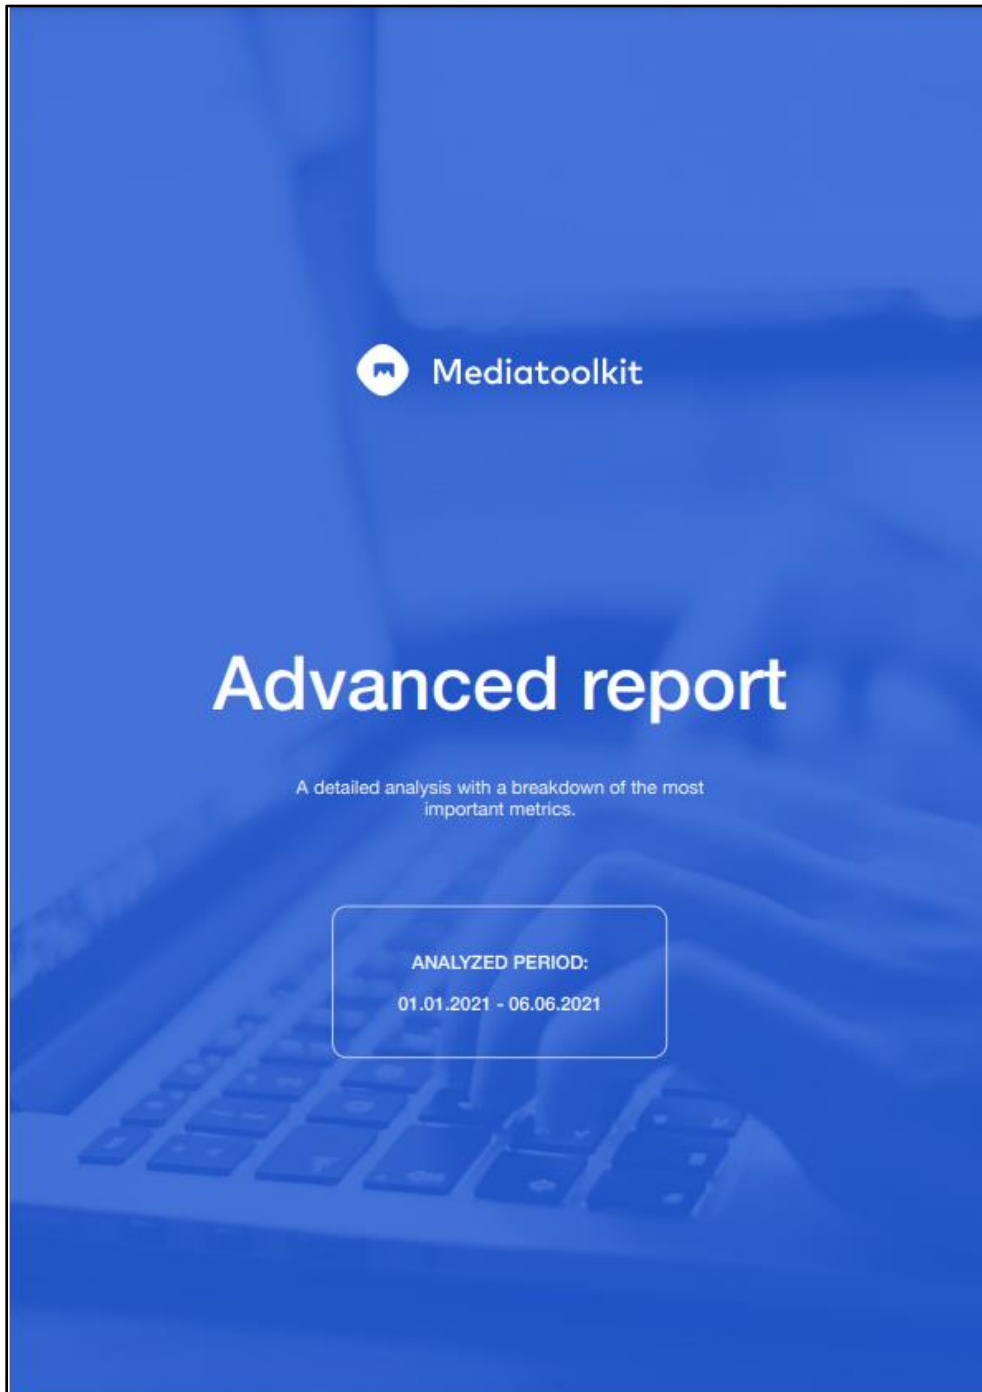 Mediatoolkit
Advanced report
A detailed analysis with a breakdown of the most
important metrics.
ANALYZED PERIOD:
01.01.2021 - 06.06.2021